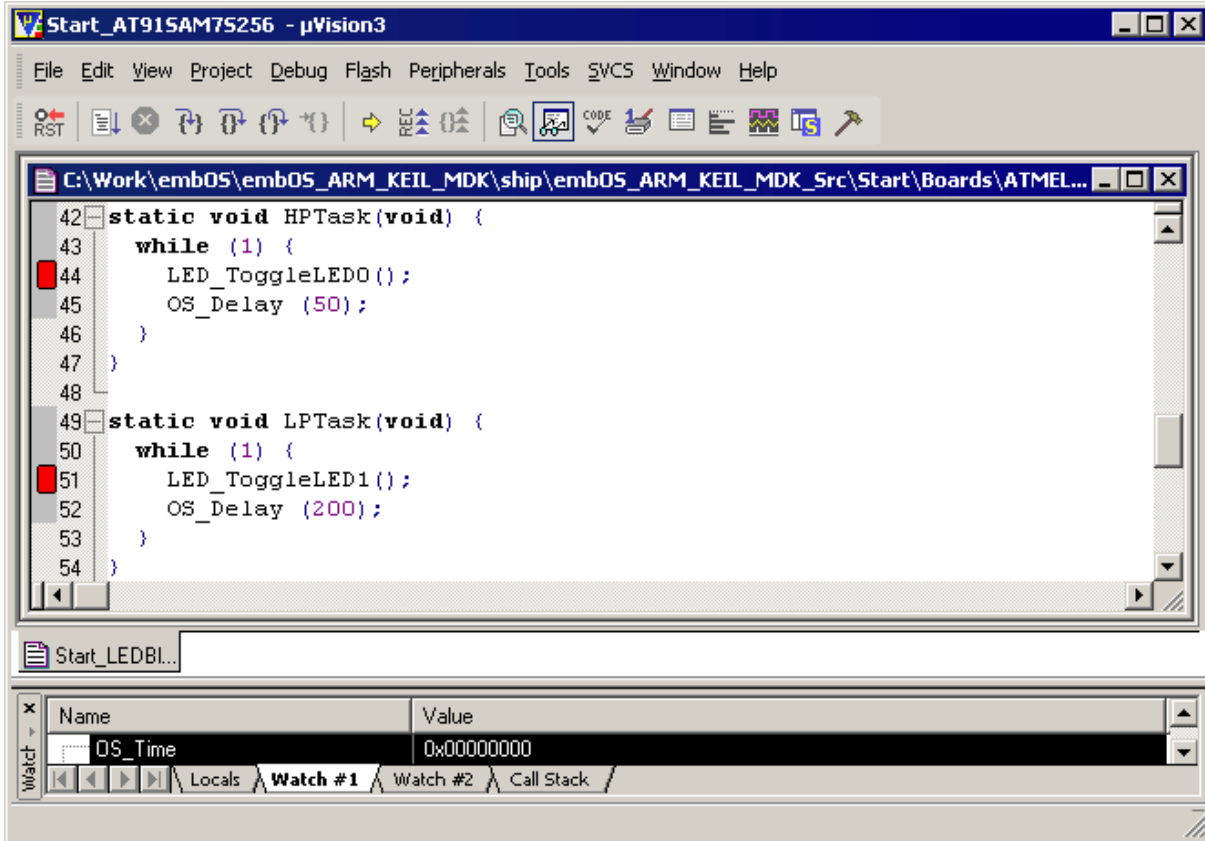 Start_AT91SAM7S256 - µVision3
File Edit View Project Debug Flash Peripherals Tools SVCS Window Help
RST REC CODE
C:\Work\embOS\embOS_ARM_KEIL_MDK\ship\embOS_ARM_KEIL_MDK_Src\Start\Boards\ATMEL...
42 static void HPTask(void) {
43 while (1) {
44 LED_ToggleLED0();
45 OS_Delay (50);
46 }
47 }
48
49 static void LPTask(void) {
50 while (1) {
51 LED_ToggleLED1();
52 OS_Delay (200);
53 }
54 }
Start_LEDBl...
Watch
Name Value
OS_Time 0x00000000
Locals Watch #1 Watch #2 Call Stack